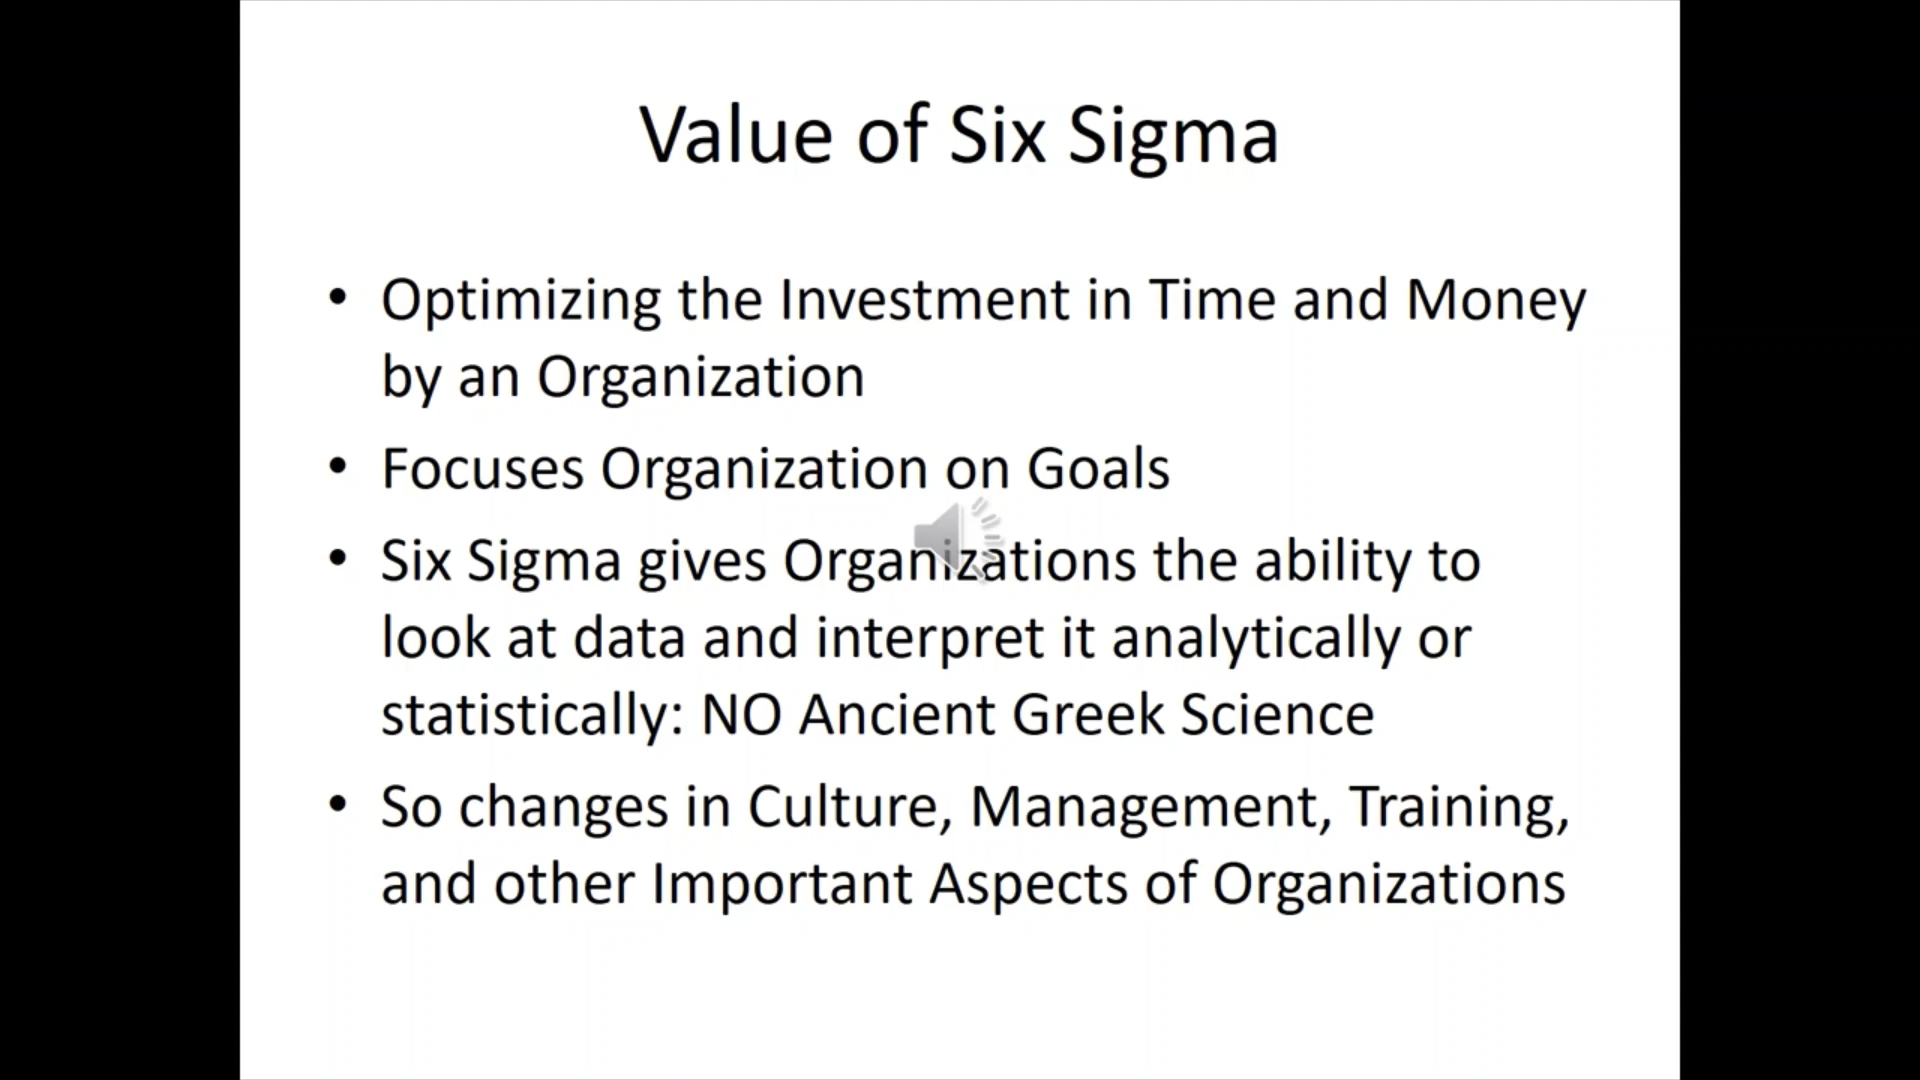 Value of Six Sigma
• Optimizing the Investment in Time and Money
by an Organization
• Focuses Organization on Goals
• Six Sigma gives Organizations the ability to
look at data and interpret it analytically or
statistically: NO Ancient Greek Science
• So changes in Culture, Management, Training,
and other Important Aspects of Organizations